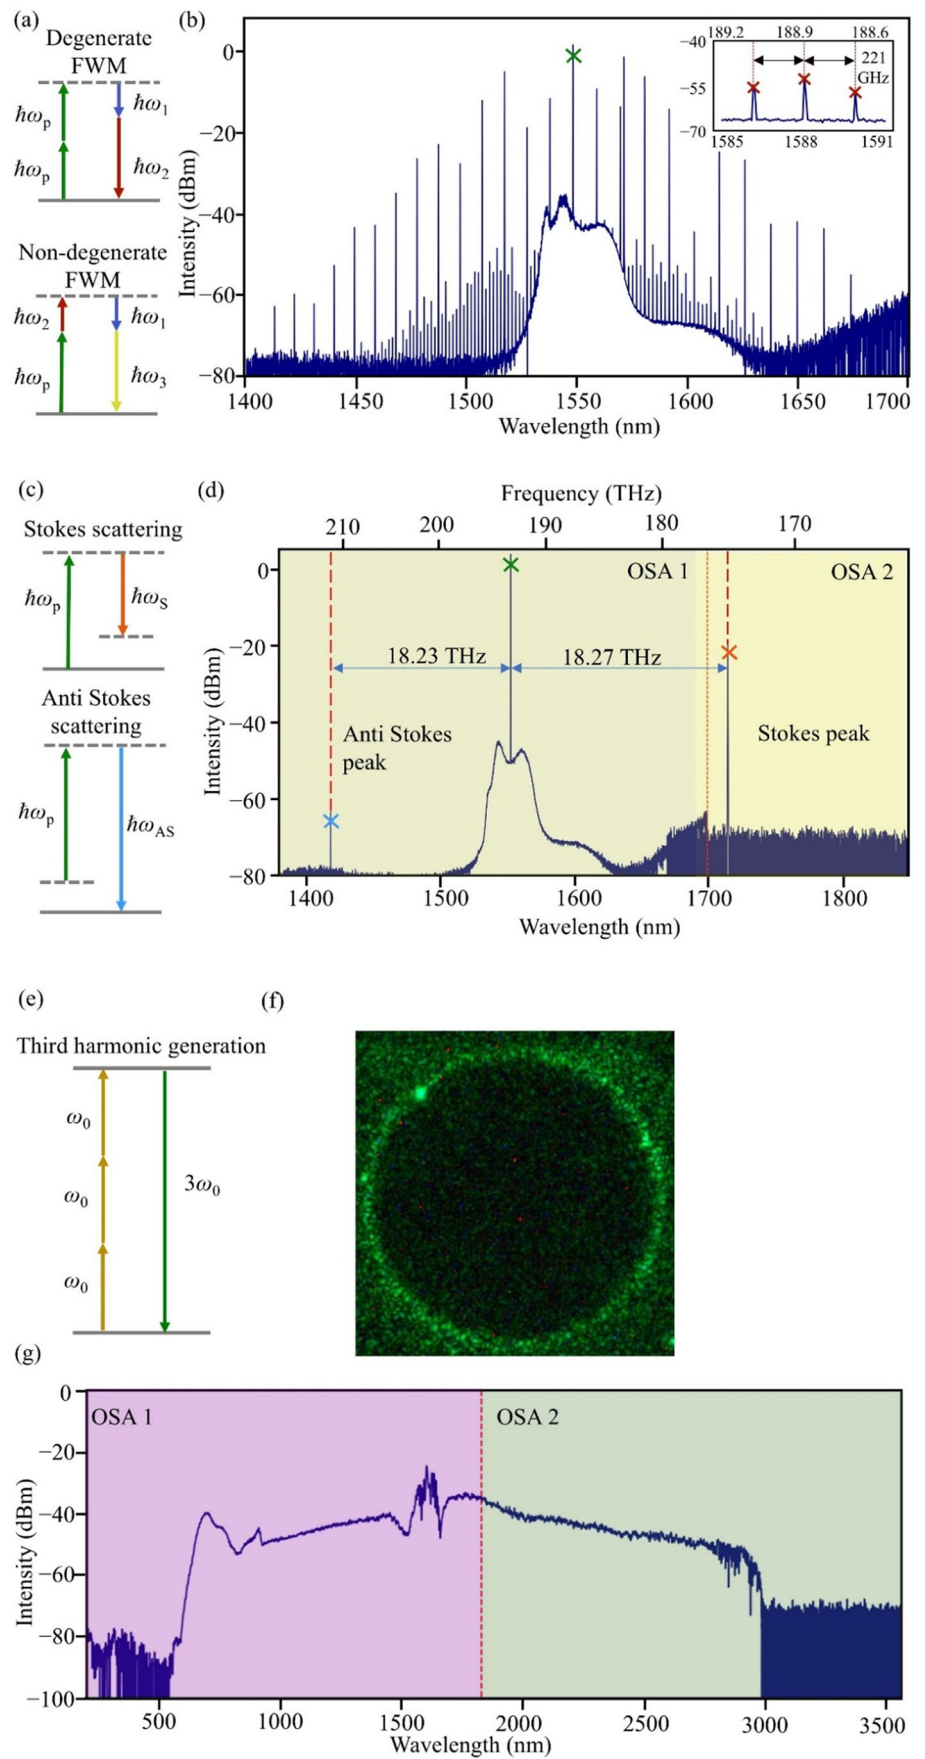 (a)
Degenerate
FWM
ħωp
ħω1
ħωp
ħω2
Non-degenerate
FWM
ħω2
ħω1
ħωp
ħω3
(b)
Intensity (dBm)
0
−20
−40
−60
−80
1400
1450
1500
1550
1600
1650
1700
Wavelength (nm)
189.2
188.9
188.6
−40
−55
−70
221
GHz
1585
1588
1591
(c)
Stokes scattering
ħωp
ħωS
Anti Stokes
scattering
ħωp
ħωAS
(d)
Frequency (THz)
210
200
190
180
170
Intensity (dBm)
0
−20
−40
−60
−80
OSA 1
OSA 2
18.23 THz
18.27 THz
Anti Stokes
peak
Stokes peak
1400
1500
1600
1700
1800
Wavelength (nm)
(e)
Third harmonic generation
ω0
ω0
ω0
3ω0
(f)
(g)
Intensity (dBm)
0
−20
−40
−60
−80
−100
OSA 1
OSA 2
500
1000
1500
2000
2500
3000
3500
Wavelength (nm)